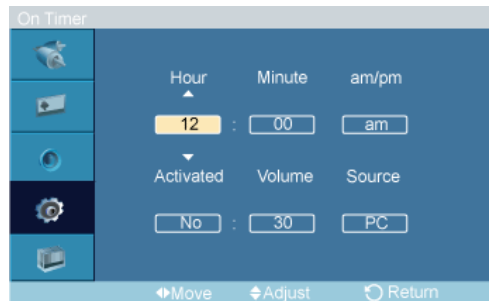 On Timer
Hour Minute am/pm
12 : 00 am
Activated Volume Source
No : 30 PC
Move Adjust Return